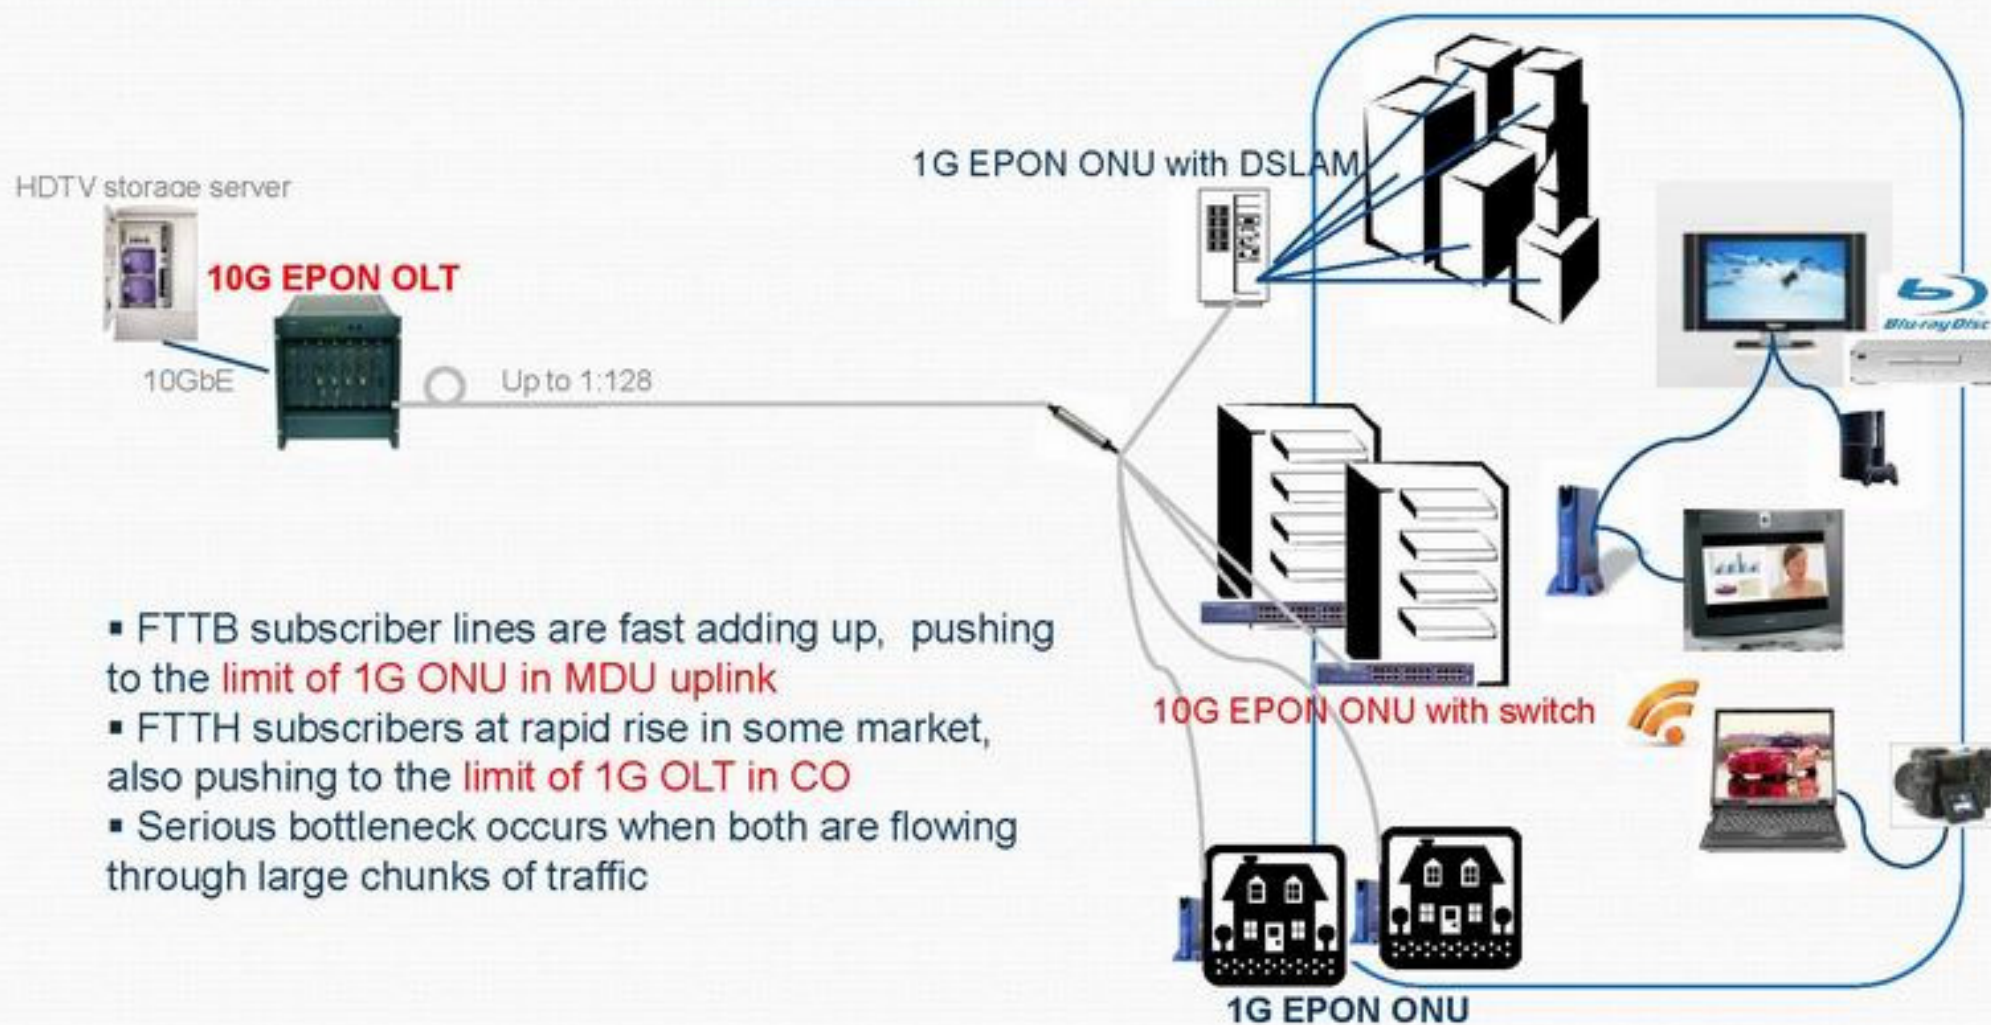 1G EPON ONU with DSLAM
HDTV storage server
10G EPON OLT
10GbE
Up to 1:128
Blu-ray Disc
▪ FTTB subscriber lines are fast adding up, pushing
to the limit of 1G ONU in MDU uplink
▪ FTTH subscribers at rapid rise in some market,
also pushing to the limit of 1G OLT in CO
▪ Serious bottleneck occurs when both are flowing
through large chunks of traffic
10G EPON ONU with switch
1G EPON ONU